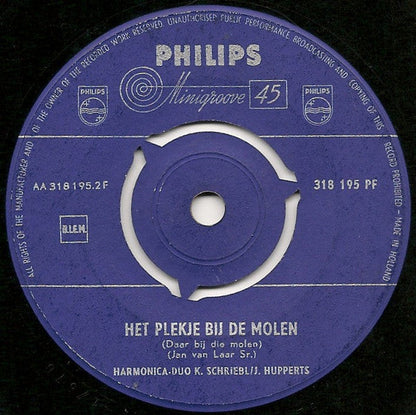 ALL RIGHTS OF THE MANUFACTURER AND OF THE OWNER OF THE RECORDED WORK RESERVED. UNAUTHORISED PUBLIC PERFORMANCE BROADCASTING AND COPYING OF THIS RECORD PROHIBITED - MADE IN HOLLAND
PHILIPS
PHILIPS Minigroove 45 PHILIPS
AA 318 195.2F 318 195 PF
B.I.E.M.
HET PLEKJE BIJ DE MOLEN
(Daar bij die molen)
(Jan van Laar Sr.)
HARMONICA-DUO K. SCHRIEBL/J. HUPPERTS